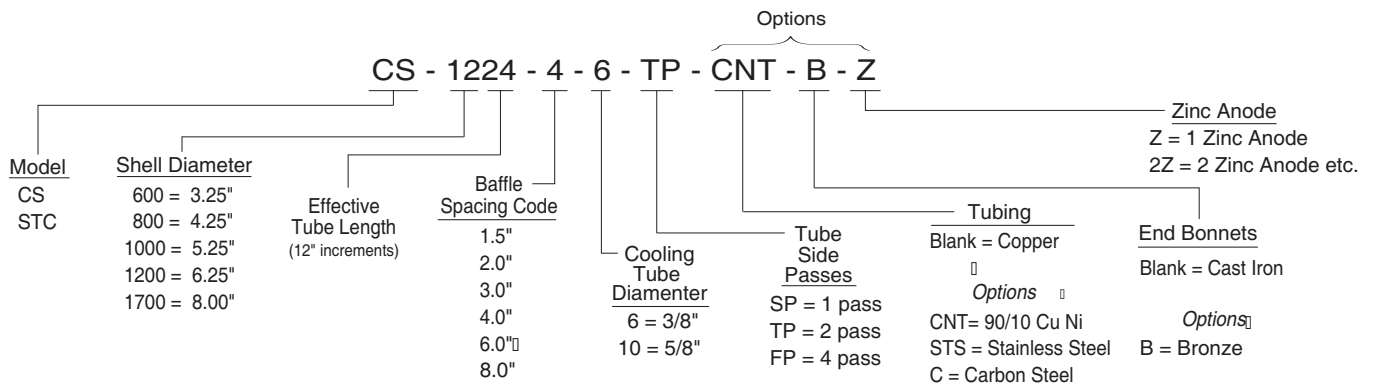 Options
CS - 1224 - 4 - 6 - TP - CNT - B - Z
Zinc Anode
Z = 1 Zinc Anode
2Z = 2 Zinc Anode etc.
Model
CS
STC
Shell Diameter
600 = 3.25"
800 = 4.25"
1000 = 5.25"
1200 = 6.25"
1700 = 8.00"
Effective
Tube Length
(12" increments)
Baffle
Spacing Code
1.5"
2.0"
3.0"
4.0"
6.0"
8.0"
Cooling
Tube
Diamenter
6 = 3/8"
10 = 5/8"
Tube
Side
Passes
SP = 1 pass
TP = 2 pass
FP = 4 pass
Tubing
Blank = Copper
Options
CNT= 90/10 Cu Ni
STS = Stainless Steel
C = Carbon Steel
End Bonnets
Blank = Cast Iron
Options
B = Bronze